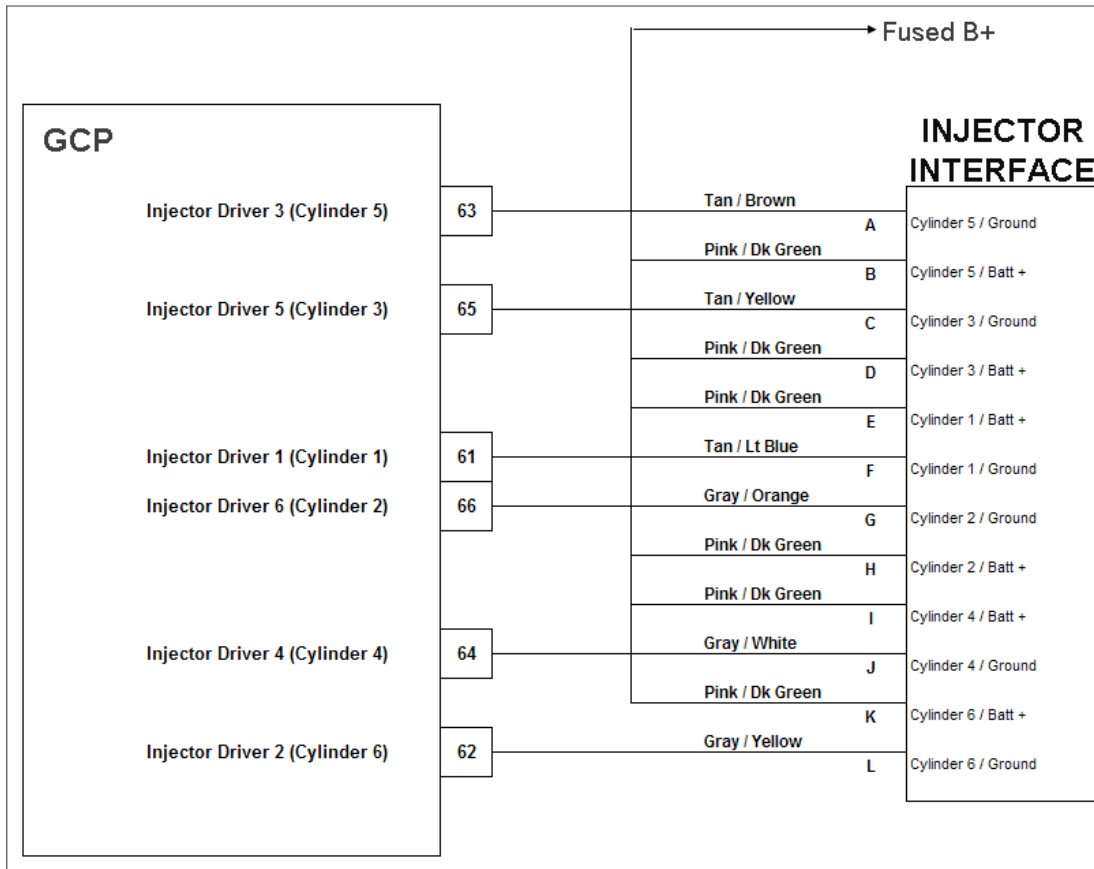 Fused B+
GCP
INJECTOR
INTERFACE
Injector Driver 3 (Cylinder 5)
63
Tan / Brown
A
Cylinder 5 / Ground
Pink / Dk Green
B
Cylinder 5 / Batt +
Injector Driver 5 (Cylinder 3)
65
Tan / Yellow
C
Cylinder 3 / Ground
Pink / Dk Green
D
Cylinder 3 / Batt +
Pink / Dk Green
E
Cylinder 1 / Batt +
Injector Driver 1 (Cylinder 1)
61
Tan / Lt Blue
F
Cylinder 1 / Ground
Injector Driver 6 (Cylinder 2)
66
Gray / Orange
G
Cylinder 2 / Ground
Pink / Dk Green
H
Cylinder 2 / Batt +
Pink / Dk Green
I
Cylinder 4 / Batt +
Injector Driver 4 (Cylinder 4)
64
Gray / White
J
Cylinder 4 / Ground
Pink / Dk Green
K
Cylinder 6 / Batt +
Injector Driver 2 (Cylinder 6)
62
Gray / Yellow
L
Cylinder 6 / Ground